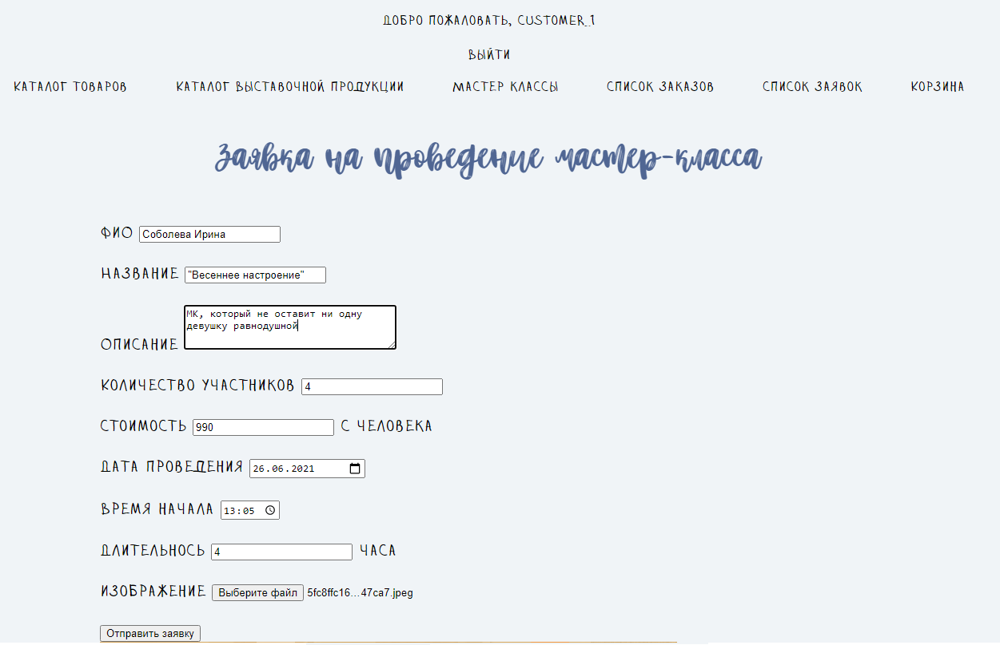 ДОБРО ПОЖАЛОВАТЬ, CUSTOMER_1
ВЫЙТИ
КАТАЛОГ ТОВАРОВ КАТАЛОГ ВЫСТАВОЧНОЙ ПРОДУКЦИИ МАСТЕР КЛАССЫ СПИСОК ЗАКАЗОВ СПИСОК ЗАЯВОК КОРЗИНА
Заявка на проведение мастер-класса
ФИО Соболева Ирина
НАЗВАНИЕ "Весеннее настроение"
МК, который не оставит ни одну
девушку равнодушной
ОПИСАНИЕ
КОЛИЧЕСТВО УЧАСТНИКОВ 4
СТОИМОСТЬ 990 С ЧЕЛОВЕКА
ДАТА ПРОВЕДЕНИЯ 26.06.2021
ВРЕМЯ НАЧАЛА 13:05
ДЛИТЕЛЬНОСЬ 4 ЧАСА
ИЗОБРАЖЕНИЕ Выберите файл 5fc8ffc16...47ca7.jpeg
Отправить заявку